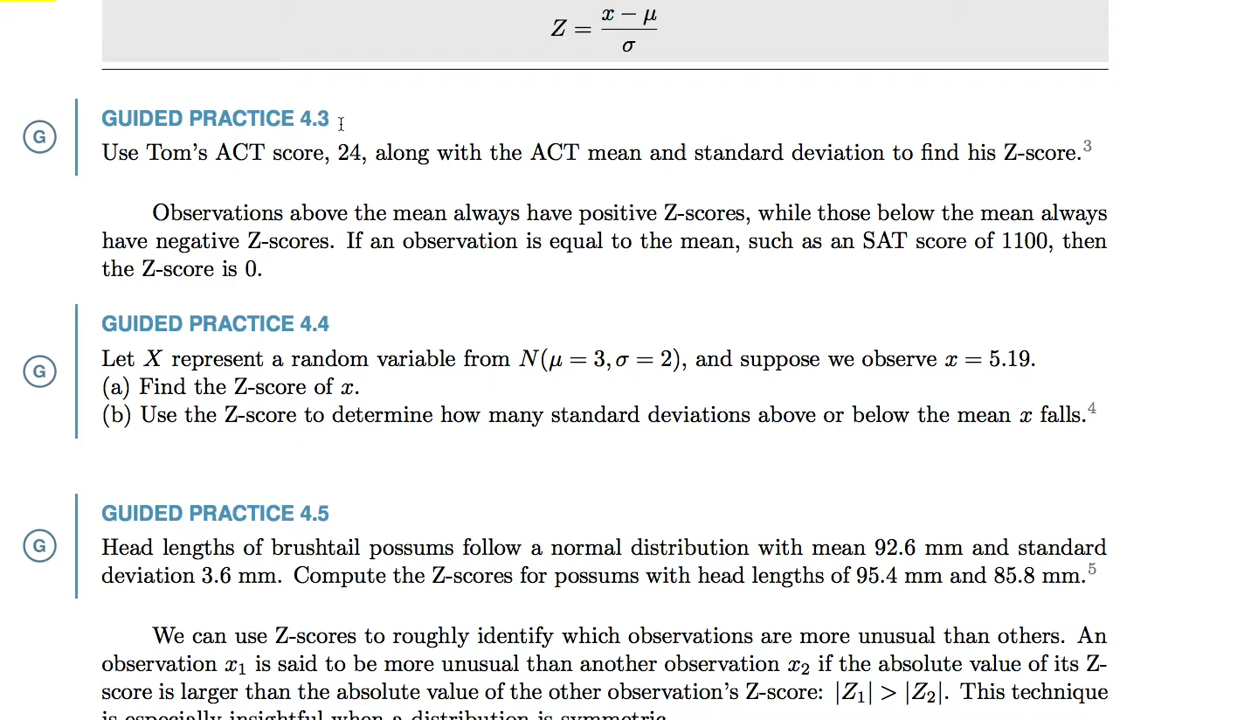 Z = (x − μ) / σ
GUIDED PRACTICE 4.3
G
Use Tom's ACT score, 24, along with the ACT mean and standard deviation to find his Z-score.³
Observations above the mean always have positive Z-scores, while those below the mean always
have negative Z-scores. If an observation is equal to the mean, such as an SAT score of 1100, then
the Z-score is 0.
GUIDED PRACTICE 4.4
G
Let X represent a random variable from N(μ = 3, σ = 2), and suppose we observe x = 5.19.
(a) Find the Z-score of x.
(b) Use the Z-score to determine how many standard deviations above or below the mean x falls.⁴
GUIDED PRACTICE 4.5
G
Head lengths of brushtail possums follow a normal distribution with mean 92.6 mm and standard
deviation 3.6 mm. Compute the Z-scores for possums with head lengths of 95.4 mm and 85.8 mm.⁵
We can use Z-scores to roughly identify which observations are more unusual than others. An
observation x₁ is said to be more unusual than another observation x₂ if the absolute value of its Z-
score is larger than the absolute value of the other observation's Z-score: |Z₁| > |Z₂|. This technique
is especially insightful when a distribution is symmetric.